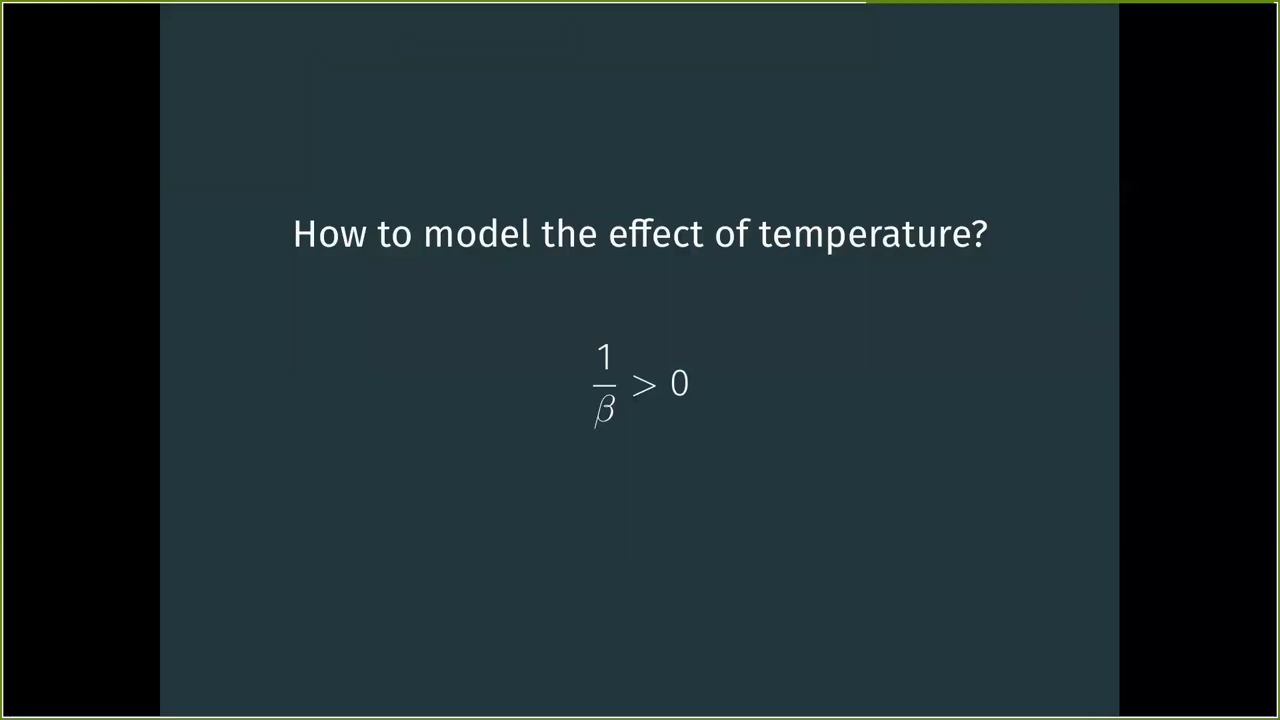 How to model the effect of temperature?
1/β > 0